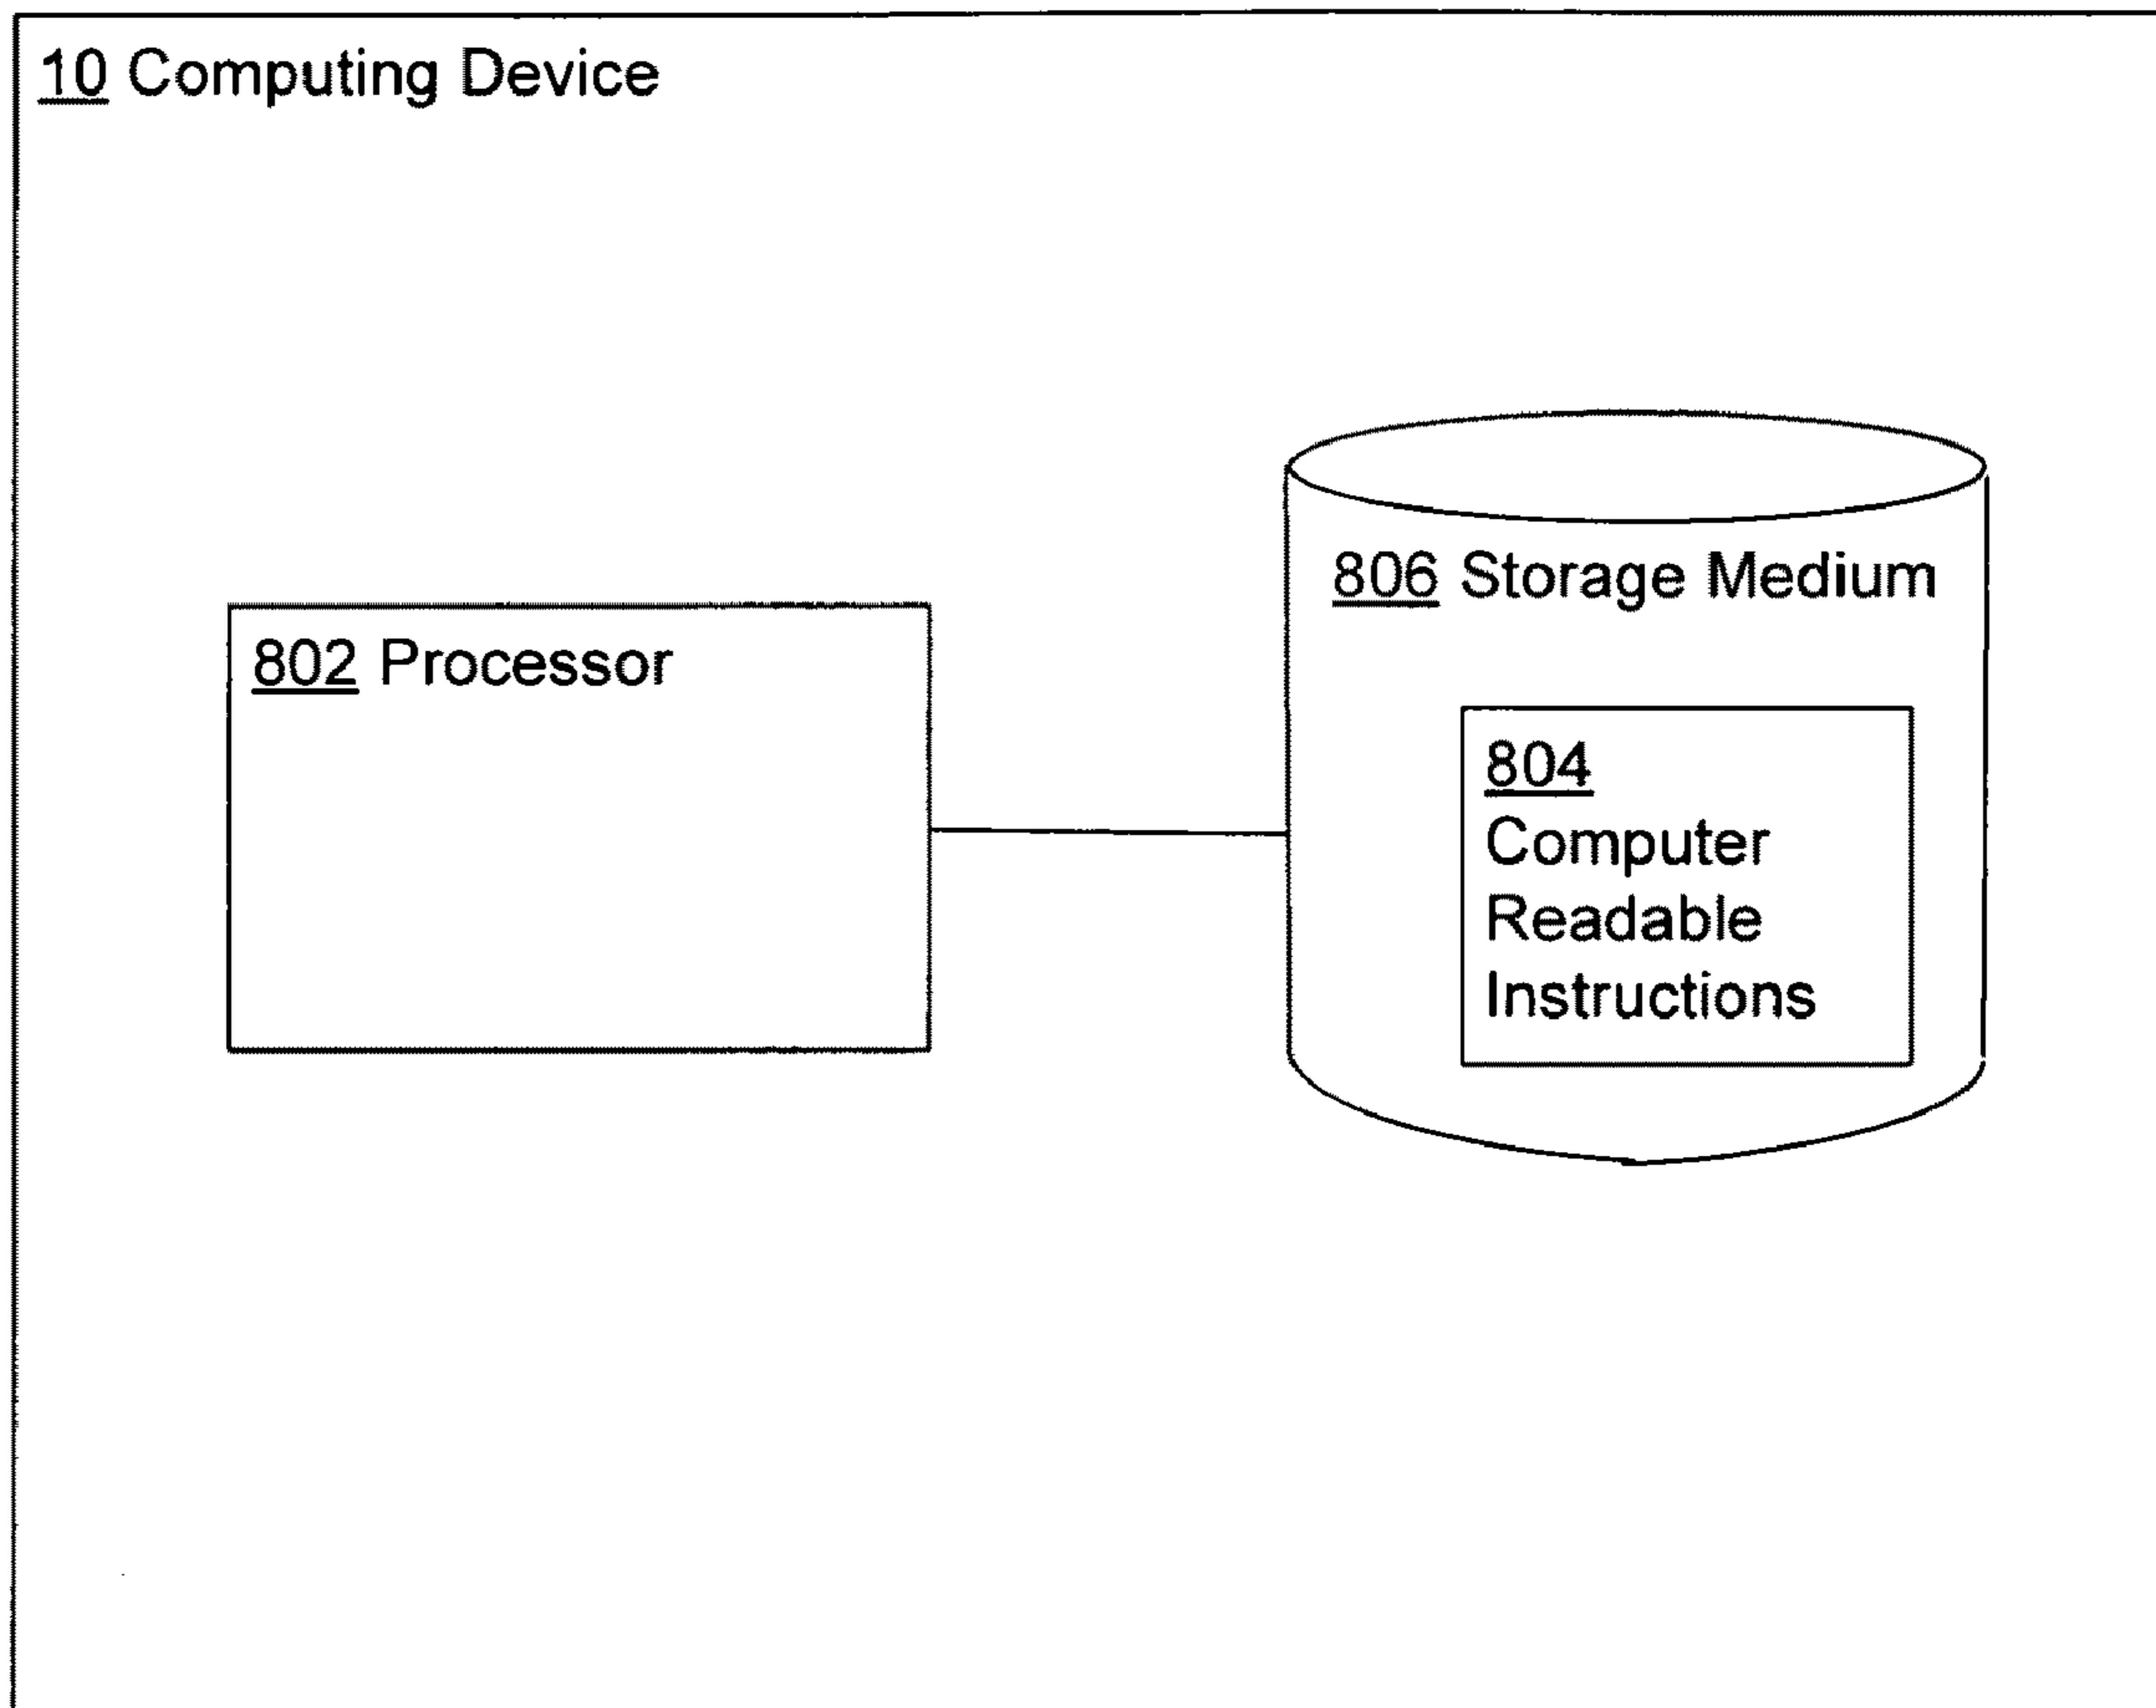 10 Computing Device
806 Storage Medium
802 Processor
804
Computer
Readable
Instructions